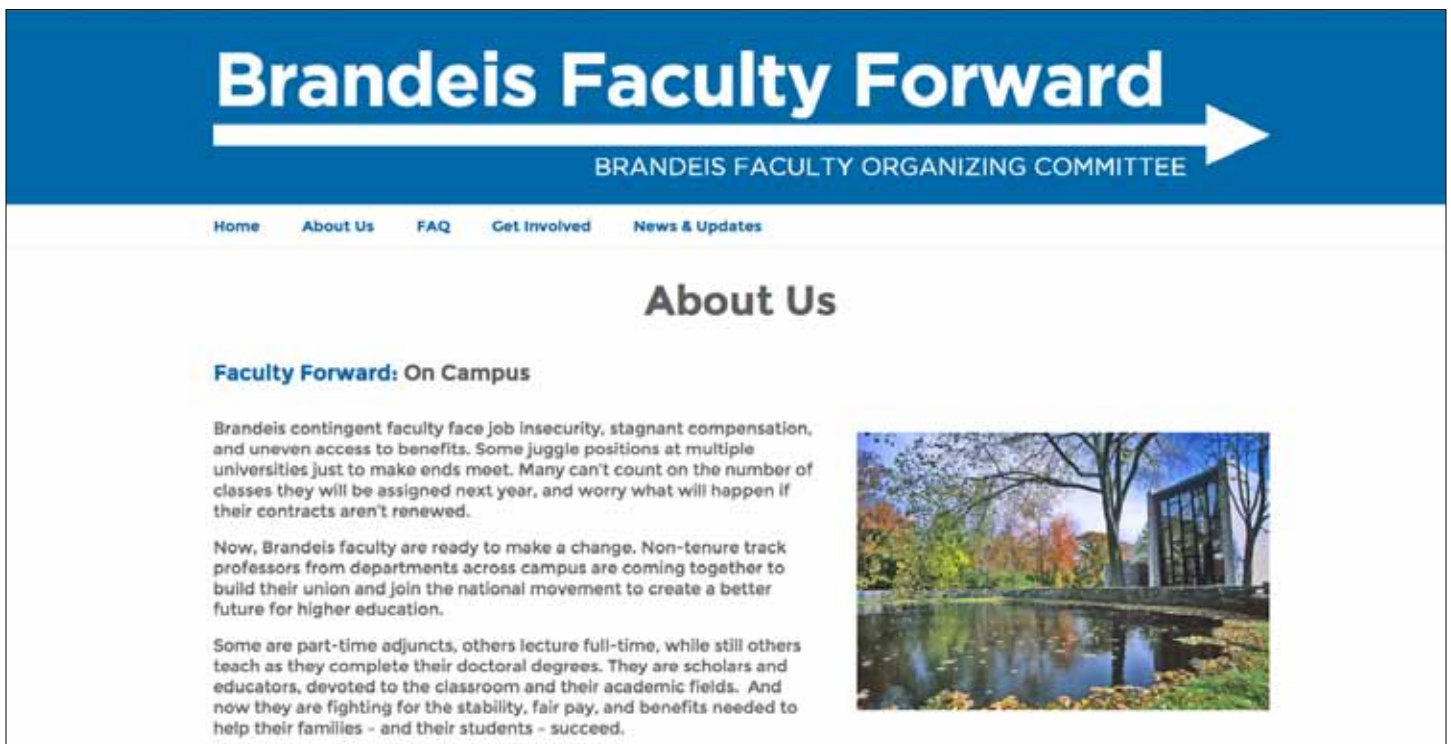 Brandeis Faculty Forward
BRANDEIS FACULTY ORGANIZING COMMITTEE
Home About Us FAQ Get Involved News & Updates
About Us
Faculty Forward: On Campus
Brandeis contingent faculty face job insecurity, stagnant compensation,
and uneven access to benefits. Some juggle positions at multiple
universities just to make ends meet. Many can't count on the number of
classes they will be assigned next year, and worry what will happen if
their contracts aren't renewed.
Now, Brandeis faculty are ready to make a change. Non-tenure track
professors from departments across campus are coming together to
build their union and join the national movement to create a better
future for higher education.
Some are part-time adjuncts, others lecture full-time, while still others
teach as they complete their doctoral degrees. They are scholars and
educators, devoted to the classroom and their academic fields. And
now they are fighting for the stability, fair pay, and benefits needed to
help their families – and their students – succeed.